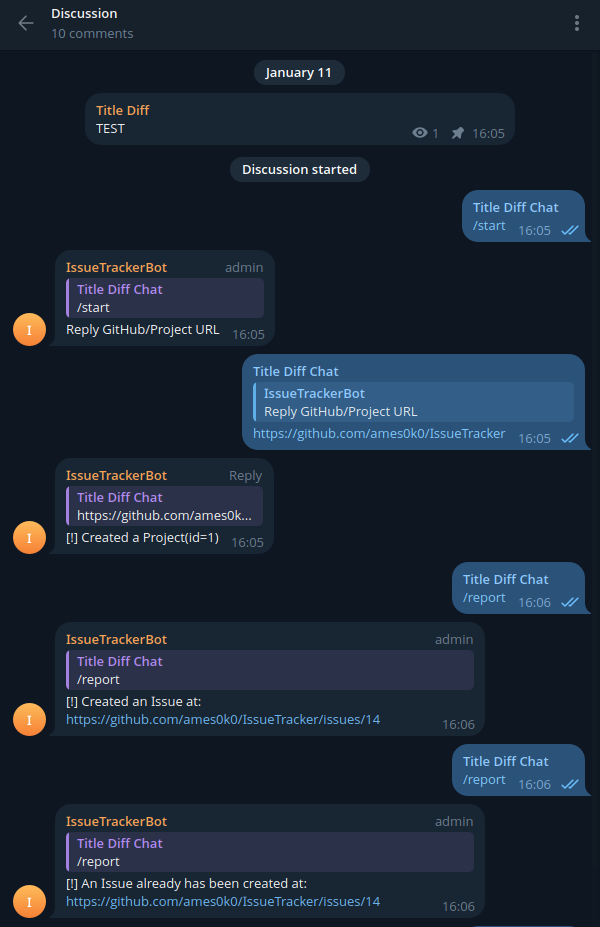 Discussion
10 comments
January 11
Title Diff
TEST
1 16:05
Discussion started
Title Diff Chat
/start 16:05
IssueTrackerBot admin
Title Diff Chat
/start
I Reply GitHub/Project URL 16:05
Title Diff Chat
IssueTrackerBot
Reply GitHub/Project URL
https://github.com/ames0k0/IssueTracker 16:05
IssueTrackerBot Reply
Title Diff Chat
https://github.com/ames0k...
I [!] Created a Project(id=1) 16:05
Title Diff Chat
/report 16:06
IssueTrackerBot admin
Title Diff Chat
/report
[!] Created an Issue at:
I https://github.com/ames0k0/IssueTracker/issues/14 16:06
Title Diff Chat
/report 16:06
IssueTrackerBot admin
Title Diff Chat
/report
[!] An Issue already has been created at:
I https://github.com/ames0k0/IssueTracker/issues/14 16:06